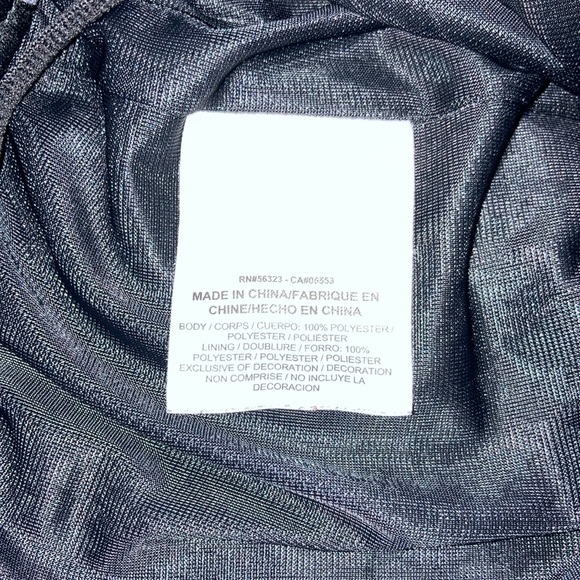 RN#56323 - CA#05553
MADE IN CHINA/FABRIQUE EN
CHINE/HECHO EN CHINA
BODY / CORPS / CUERPO: 100% POLYESTER /
POLYESTER / POLIESTER
LINING / DOUBLURE / FORRO: 100%
POLYESTER / POLYESTER / POLIESTER
EXCLUSIVE OF DECORATION / DECORATION
NON COMPRISE / NO INCLUYE LA
DECORACION